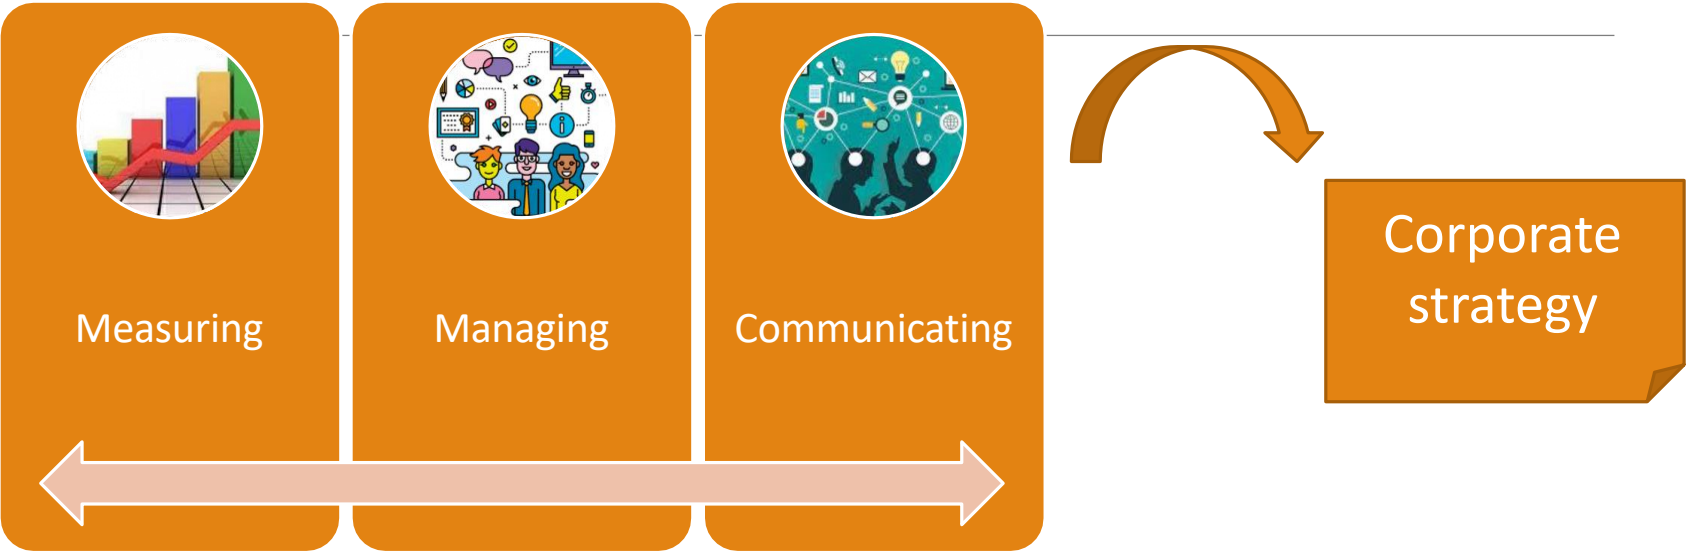 Measuring
Managing
Communicating
Corporate
strategy